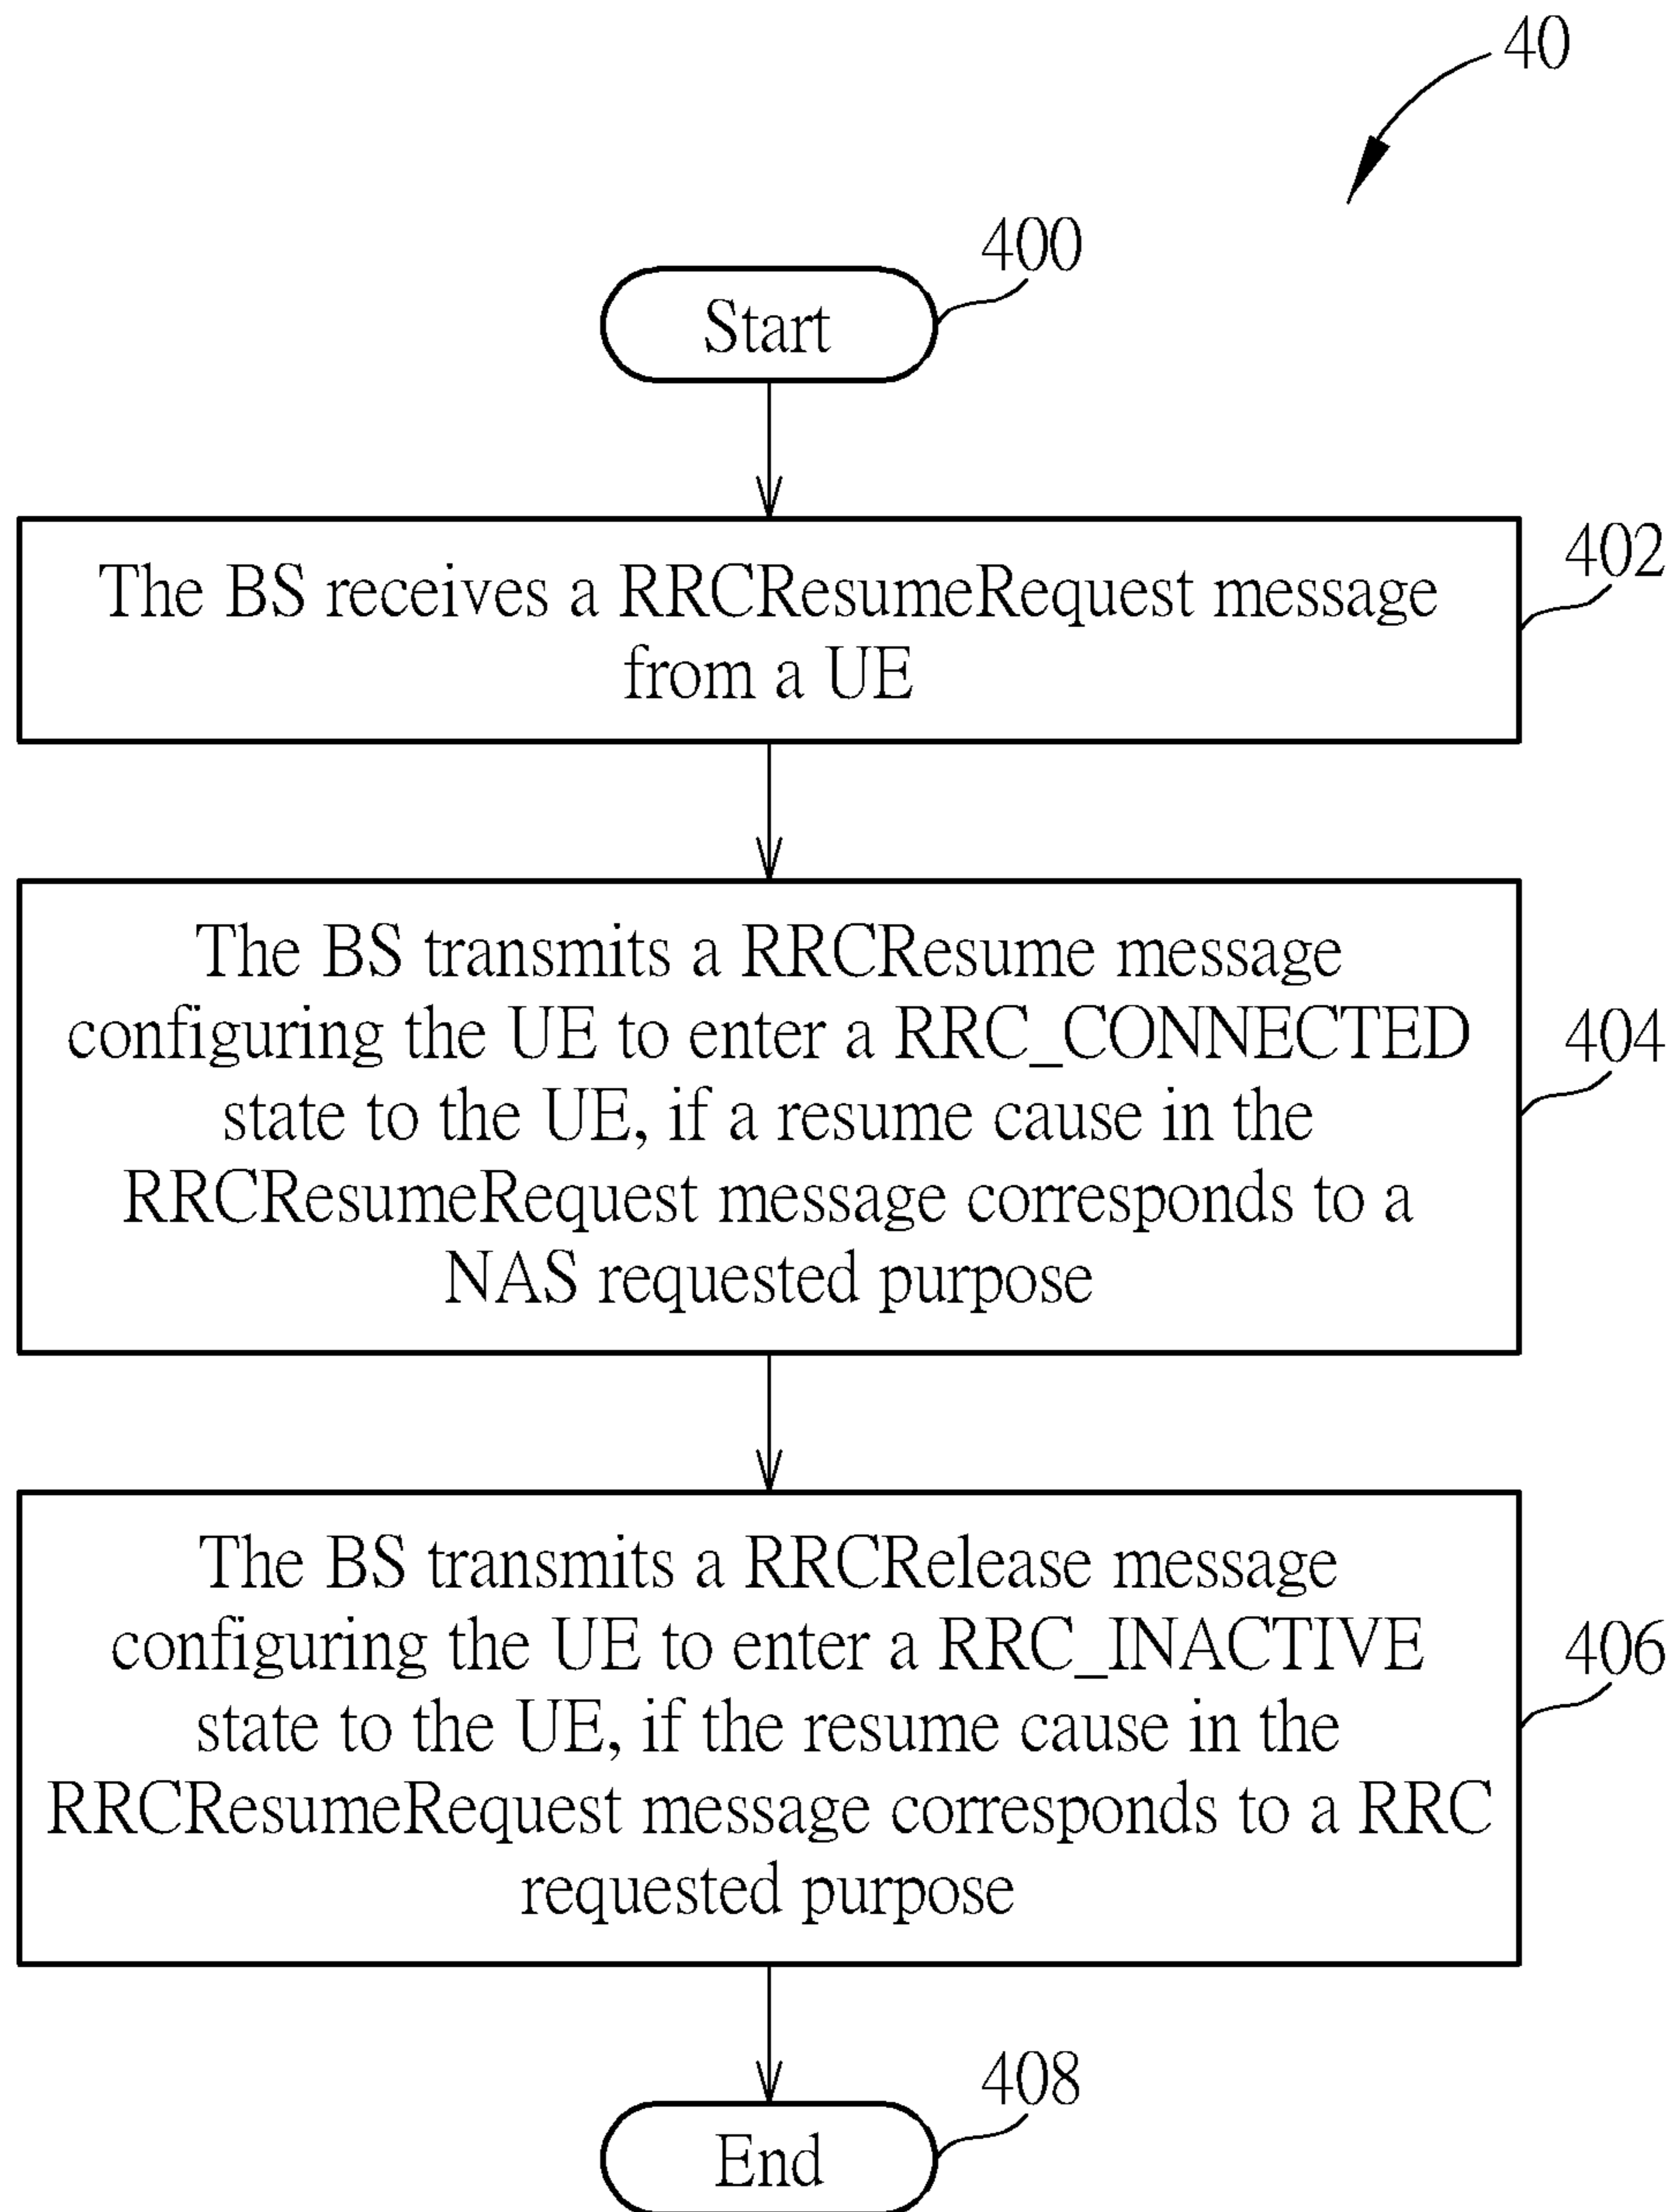 40
400
Start
402
The BS receives a RRCResumeRequest message
from a UE
The BS transmits a RRCResume message
configuring the UE to enter a RRC_CONNECTED
404
state to the UE, if a resume cause in the
RRCResumeRequest message corresponds to a
NAS requested purpose
The BS transmits a RRCRelease message
configuring the UE to enter a RRC_INACTIVE
406
state to the UE, if the resume cause in the
RRCResumeRequest message corresponds to a RRC
requested purpose
408
End